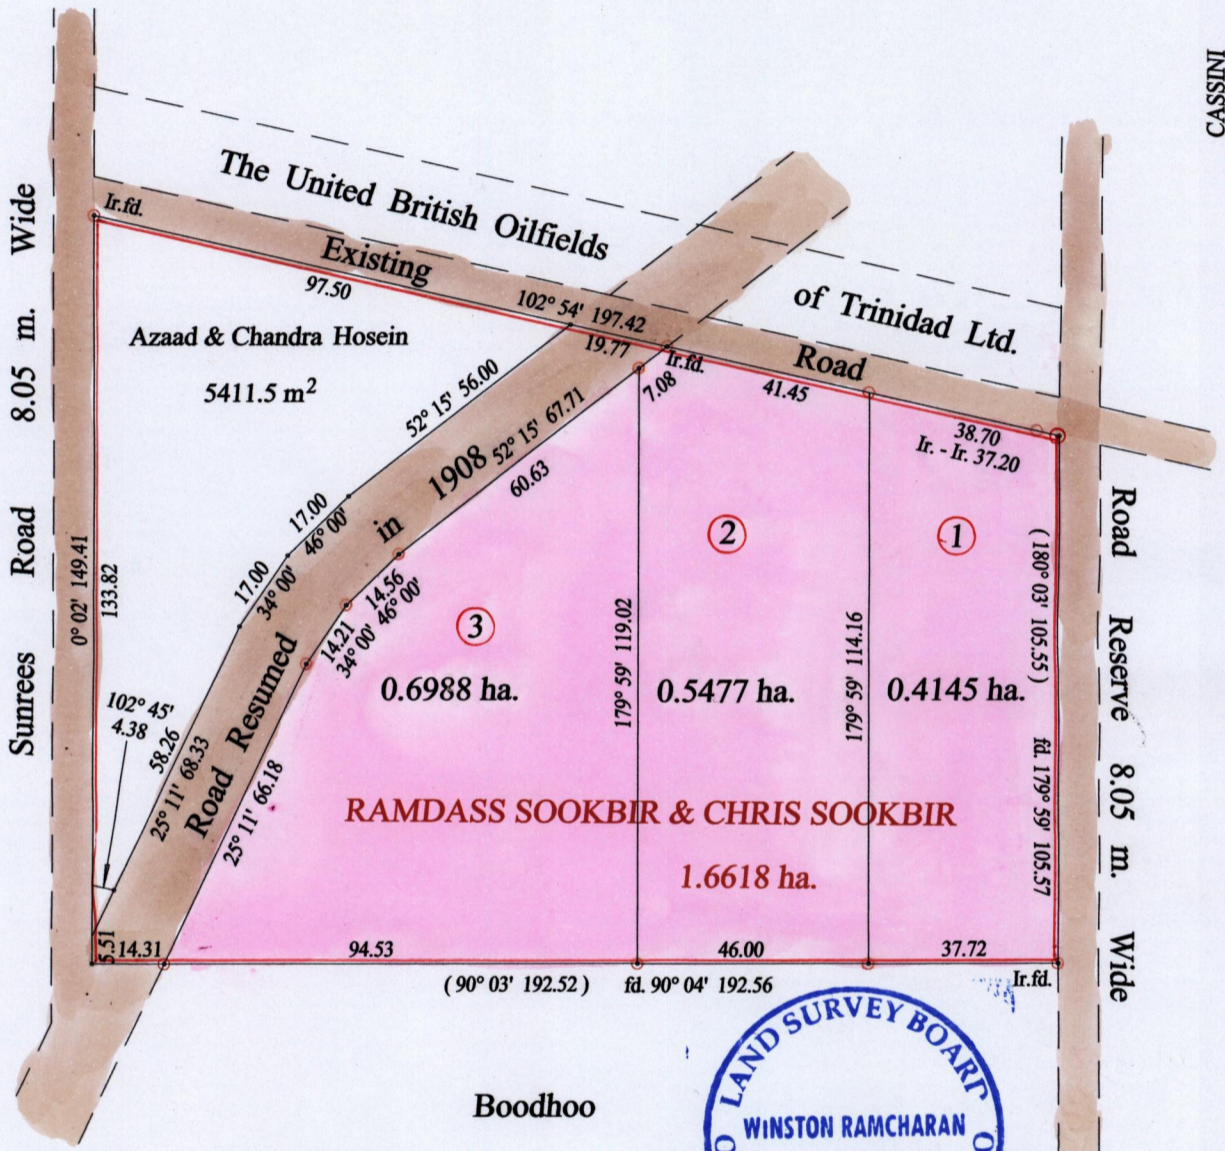 CASSINI
The United British Oilfields
of Trinidad Ltd.
Ir.fd.
Existing
Road
97.50
102° 54' 197.42
19.77
Ir.fd.
7.08
41.45
38.70
Ir. - Ir. 37.20
Azaad & Chandra Hosein
5411.5 m²
52° 15' 56.00
52° 15' 67.71
60.63
Road Resumed in 1908
17.00
46° 00'
17.00
34° 00'
14.56
46° 00'
14.21
34° 00'
Sunrees Road 8.05 m. Wide
0° 02' 149.41
133.82
102° 45'
4.38
58.26
25° 11' 68.33
25° 11' 66.18
3
0.6988 ha.
179° 59' 119.02
2
0.5477 ha.
179° 59' 114.16
1
0.4145 ha.
( 180° 03' 105.55 )
fd. 179° 59' 105.57
Road Reserve 8.05 m. Wide
RAMDASS SOOKBIR & CHRIS SOOKBIR
1.6618 ha.
5.51
14.31
94.53
46.00
37.72
( 90° 03' 192.52 ) fd. 90° 04' 192.56
Ir.fd.
Boodhoo
LAND SURVEY BOARD
WINSTON RAMCHARAN